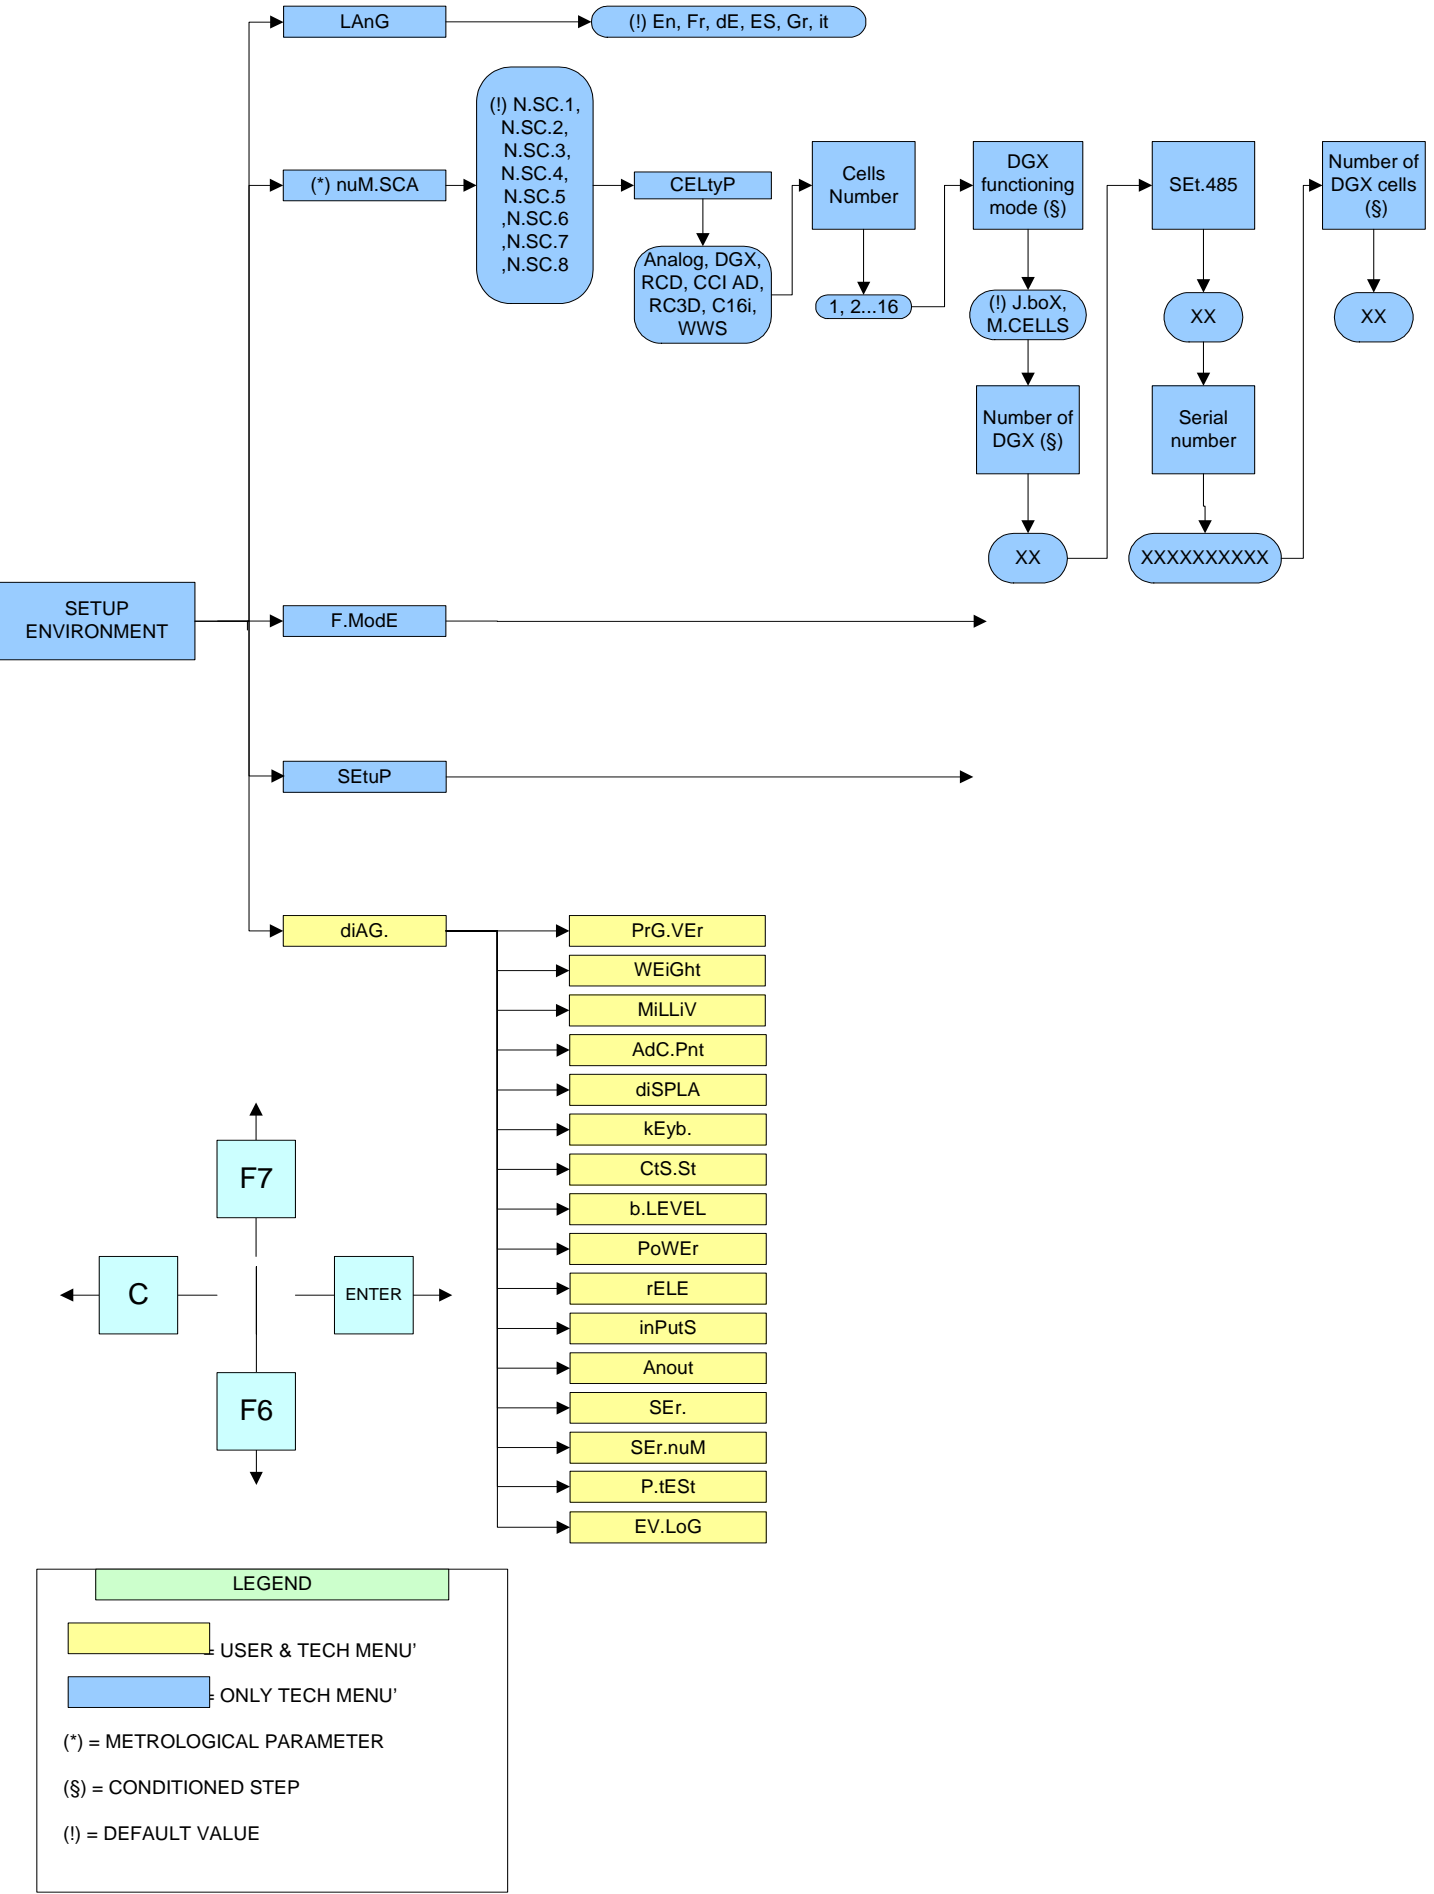 LAnG
(!) En, Fr, dE, ES, Gr, it
(*) nuM.SCA
(!) N.SC.1,
N.SC.2,
N.SC.3,
N.SC.4,
N.SC.5
,N.SC.6
,N.SC.7
,N.SC.8
CELtyP
Analog, DGX,
RCD, CCI AD,
RC3D, C16i,
WWS
Cells
Number
1, 2...16
DGX
functioning
mode (§)
(!) J.boX,
M.CELLS
Number of
DGX (§)
XX
SEt.485
XX
Serial
number
XXXXXXXXXX
Number of
DGX cells
(§)
XX
SETUP
ENVIRONMENT
F.ModE
SEtuP
diAG.
PrG.VEr
WEiGht
MiLLiV
AdC.Pnt
diSPLA
kEyb.
CtS.St
b.LEVEL
PoWEr
rELE
inPutS
Anout
SEr.
SEr.nuM
P.tESt
EV.LoG
F7
C
ENTER
F6
LEGEND
= USER & TECH MENU’
= ONLY TECH MENU’
(*) = METROLOGICAL PARAMETER
(§) = CONDITIONED STEP
(!) = DEFAULT VALUE